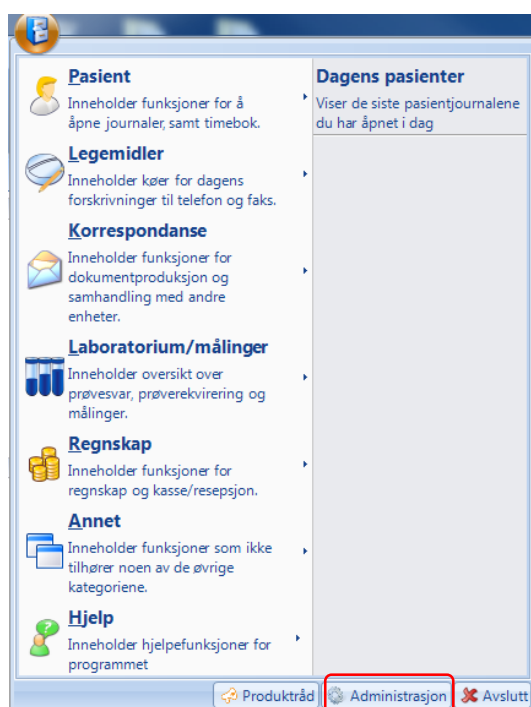 Pasient
Inneholder funksjoner for å
åpne journaler, samt timebok.
Legemidler
Inneholder køer for dagens
forskrivninger til telefon og faks.
Korrespondanse
Inneholder funksjoner for
dokumentproduksjon og
samhandling med andre
enheter.
Laboratorium/målinger
Inneholder oversikt over
prøvesvar, prøverekvirering og
målinger.
Regnskap
Inneholder funksjoner for
regnskap og kasse/resepsjon.
Annet
Inneholder funksjoner som ikke
tilhører noen av de øvrige
kategoriene.
Hjelp
Inneholder hjelpefunksjoner for
programmet
Dagens pasienter
Viser de siste pasientjournalene
du har åpnet i dag
Produktråd Administrasjon Avslutt